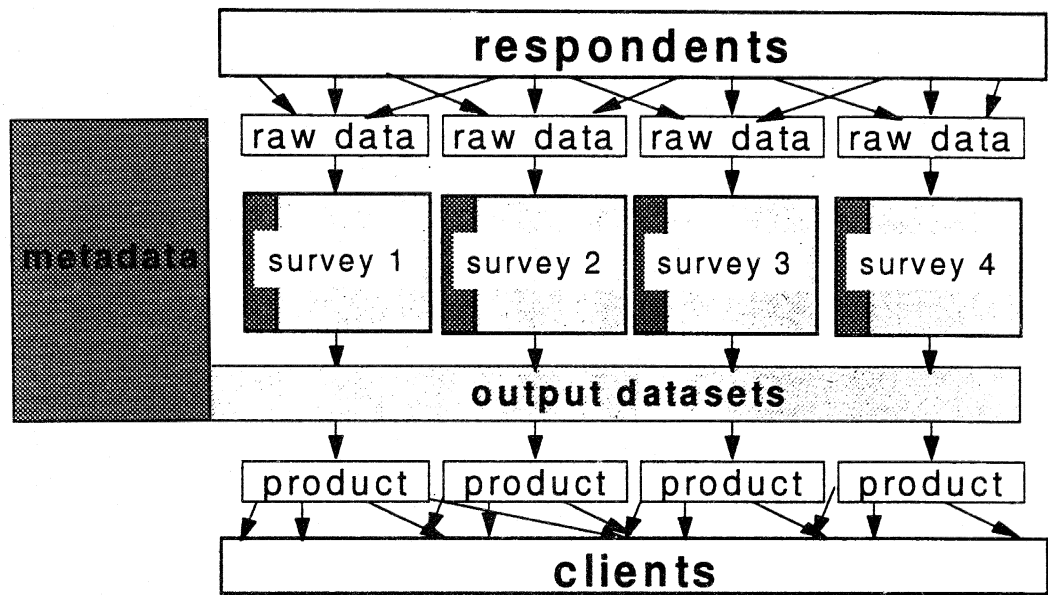 respondents
raw data raw data raw data raw data
metadata
survey 1 survey 2 survey 3 survey 4
output datasets
product product product product
clients